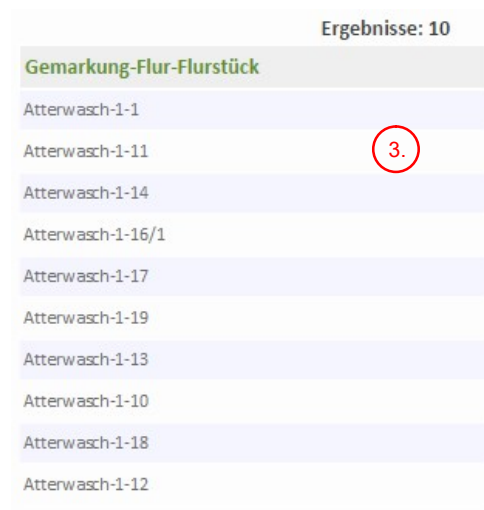 Ergebnisse: 10
Gemarkung-Flur-Flurstück
Atterwasch-1-1
Atterwasch-1-11
3.
Atterwasch-1-14
Atterwasch-1-16/1
Atterwasch-1-17
Atterwasch-1-19
Atterwasch-1-13
Atterwasch-1-10
Atterwasch-1-18
Atterwasch-1-12